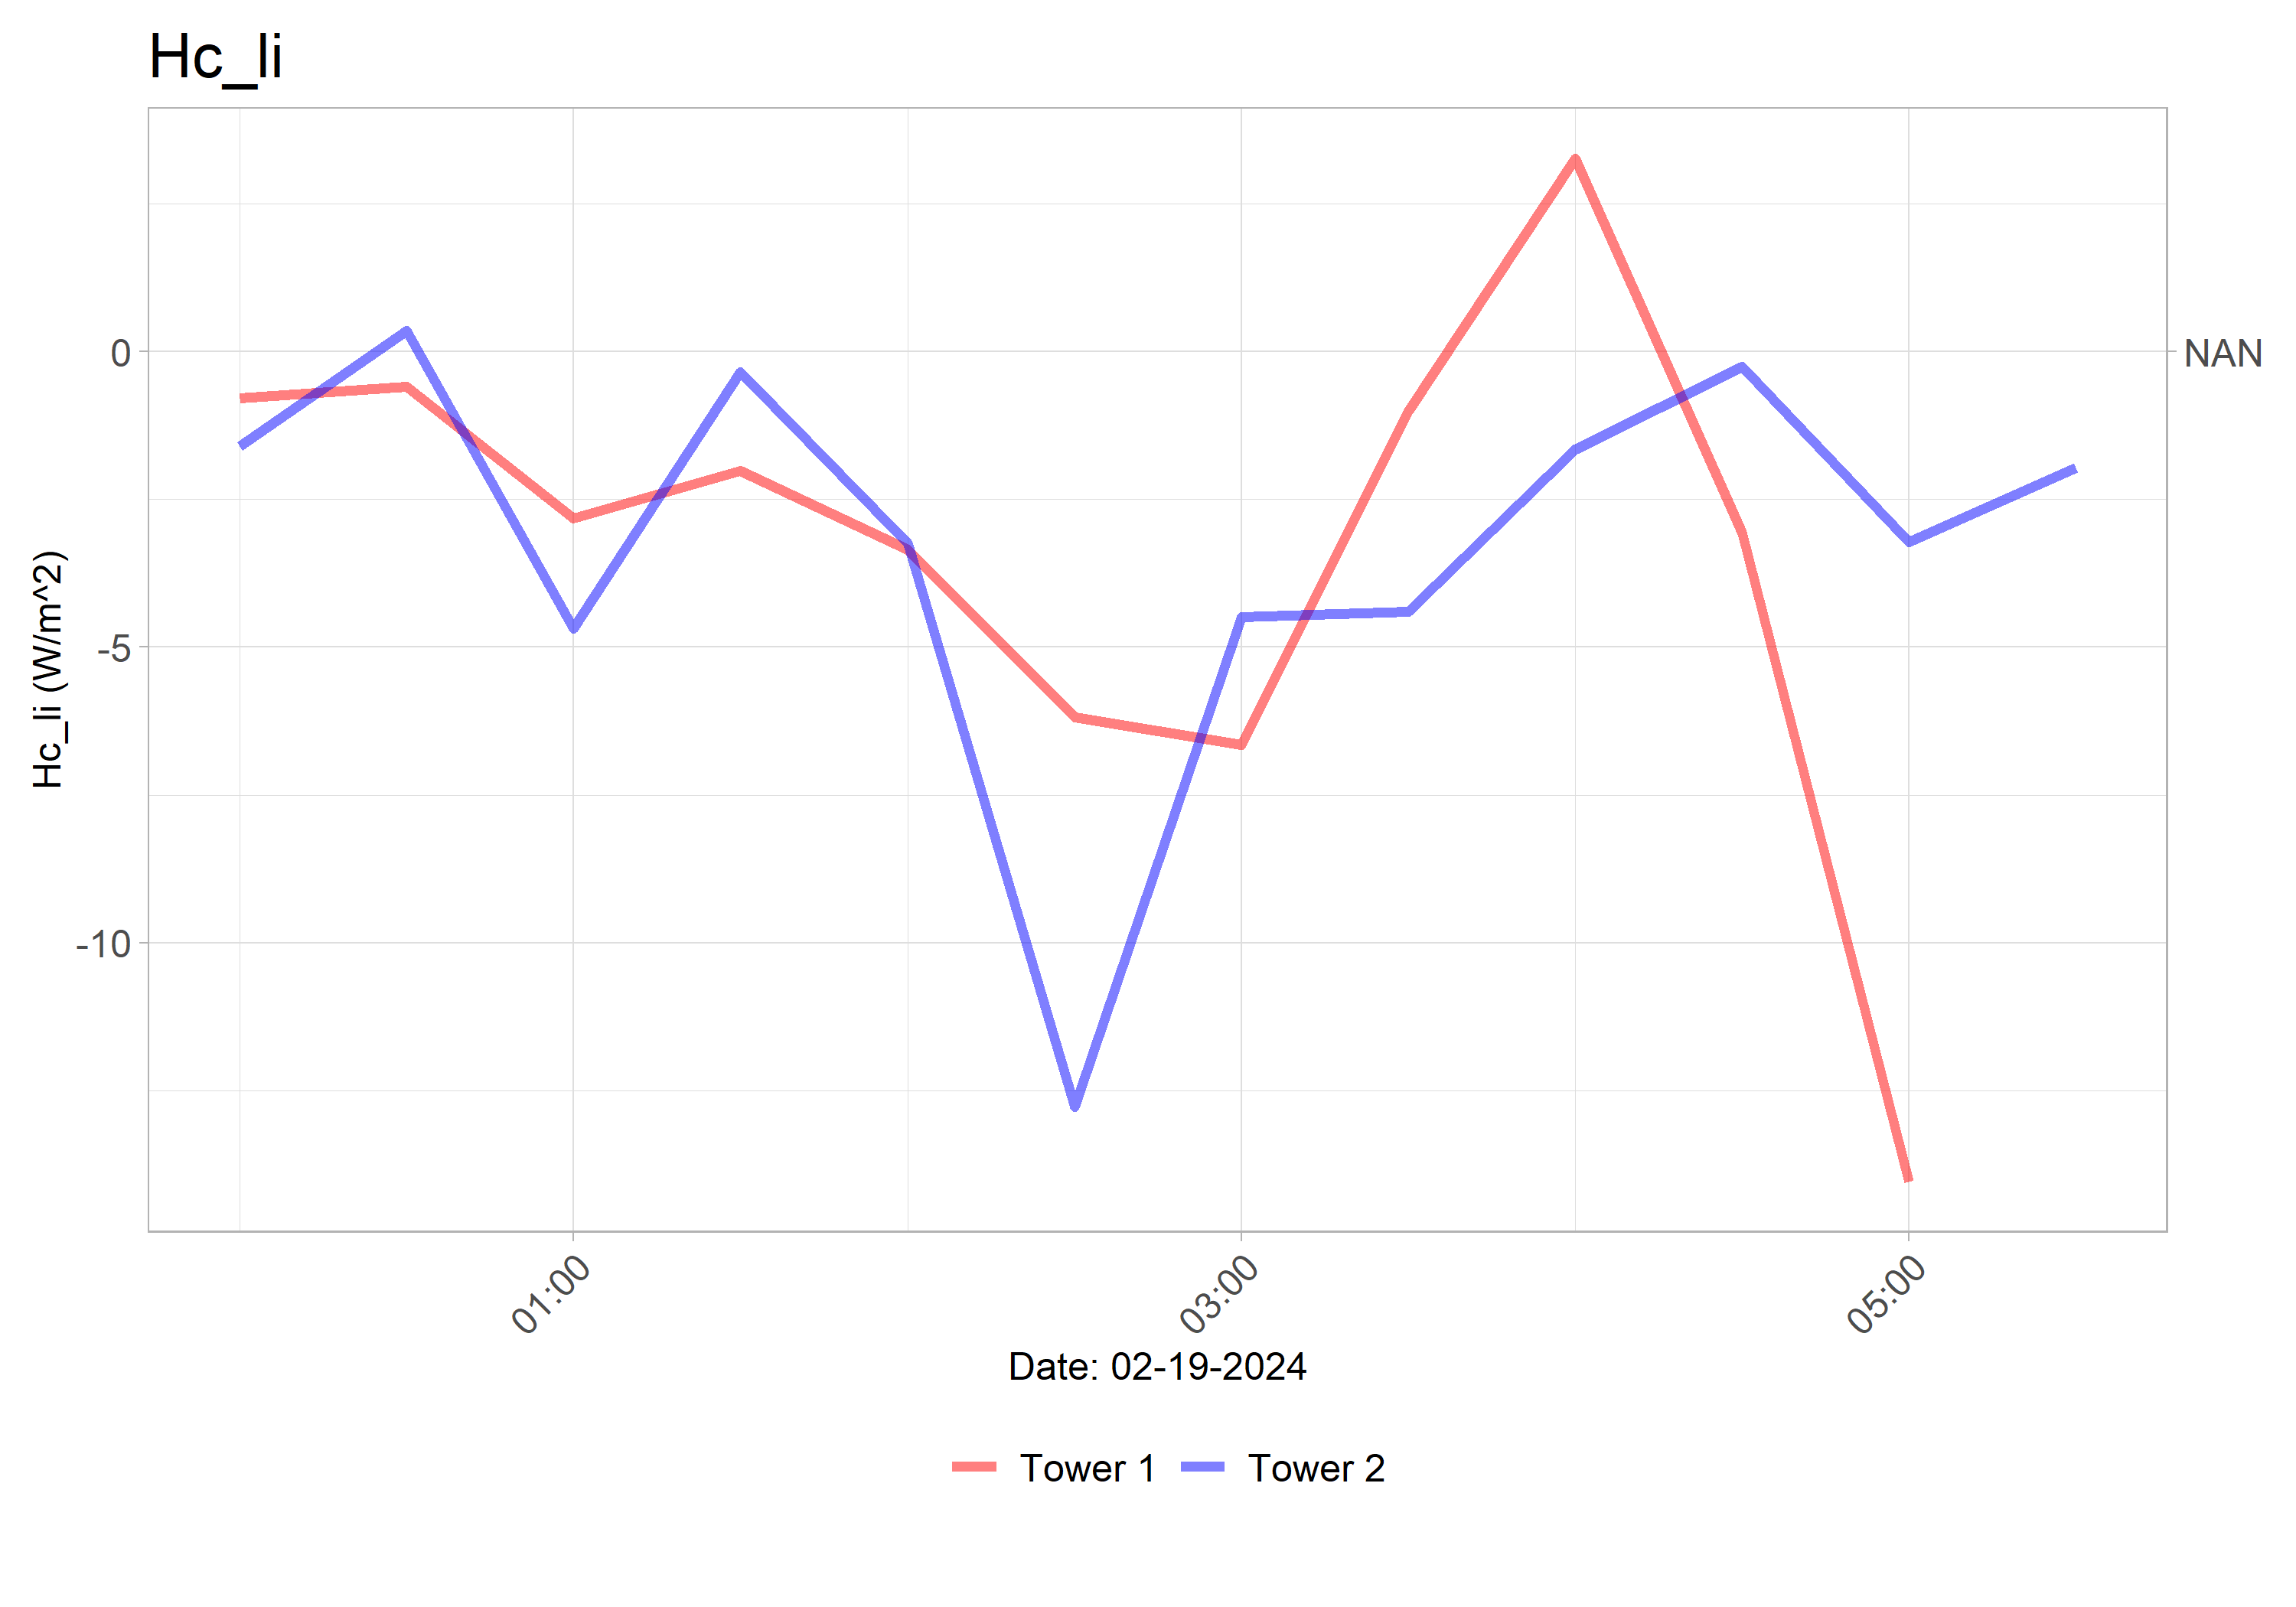 Hc_li
Hc_li (W/m^2)
0
-5
-10
NAN
01:00
03:00
05:00
Date: 02-19-2024
Tower 1
Tower 2